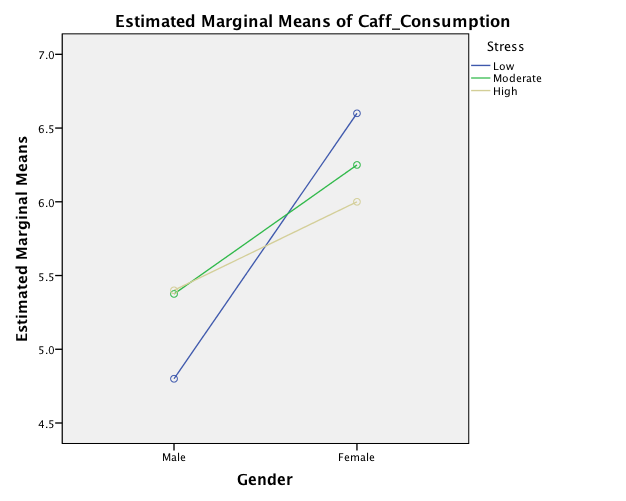 Estimated Marginal Means of Caff_Consumption
Stress
Low
Moderate
High
Estimated Marginal Means
7.0
6.5
6.0
5.5
5.0
4.5
Male
Female
Gender